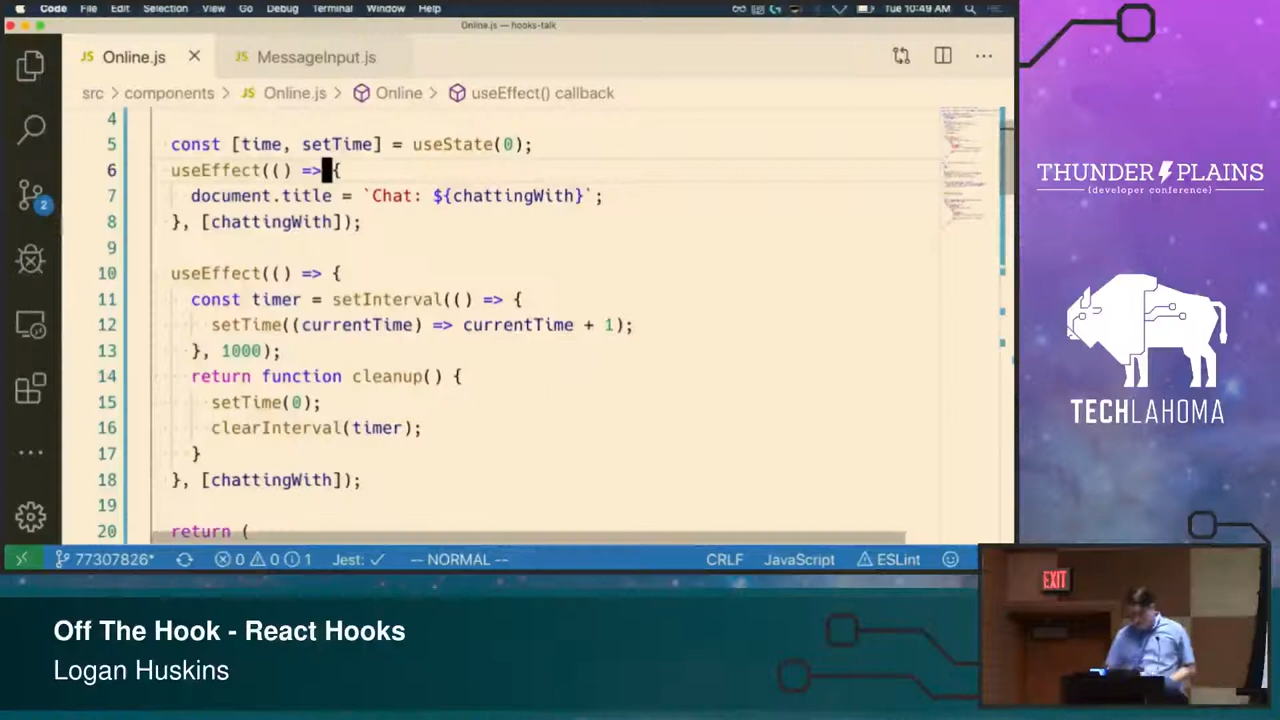 Code File Edit Selection View Go Debug Terminal Window Help Tue 10:49 AM
Online.js — hooks-talk
JS Online.js JS MessageInput.js
src > components > JS Online.js > Online > useEffect() callback
4
5 const [time, setTime] = useState(0);
6 useEffect(() => {
7 document.title = `Chat: ${chattingWith}`;
8 }, [chattingWith]);
9
10 useEffect(() => {
11 const timer = setInterval(() => {
12 setTime((currentTime) => currentTime + 1);
13 }, 1000);
14 return function cleanup() {
15 setTime(0);
16 clearInterval(timer);
17 }
18 }, [chattingWith]);
19
20 return (
2
77307826* 0 0 1 Jest: ✓ -- NORMAL -- CRLF JavaScript ESLint
THUNDER PLAINS
{developer conference}
TECHLAHOMA
EXIT
Off The Hook - React Hooks
Logan Huskins